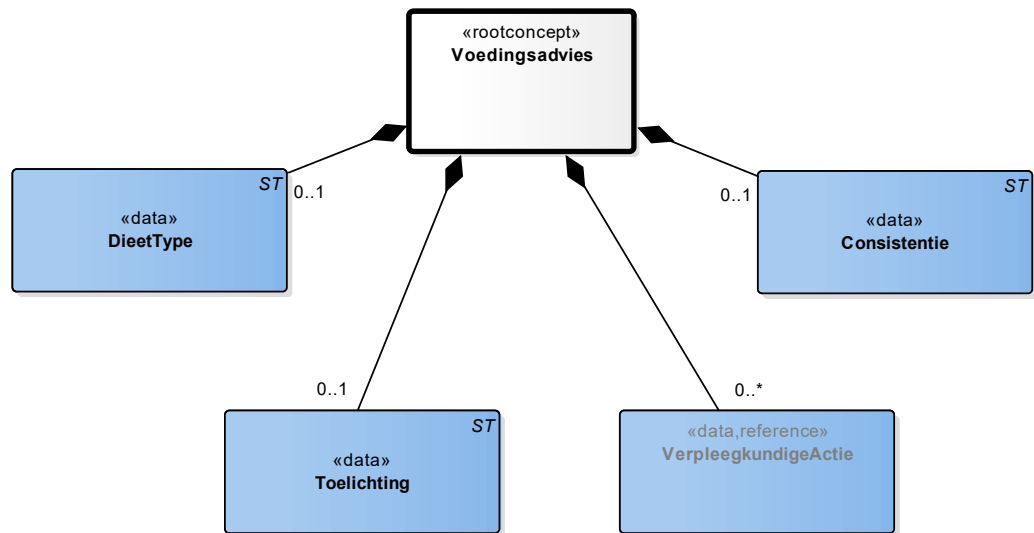 «rootconcept»
Voedingsadvies
ST
«data»
DieetType
0..1
ST
«data»
Consistentie
0..1
0..1
ST
«data»
Toelichting
0..*
«data,reference»
VerpleegkundigeActie